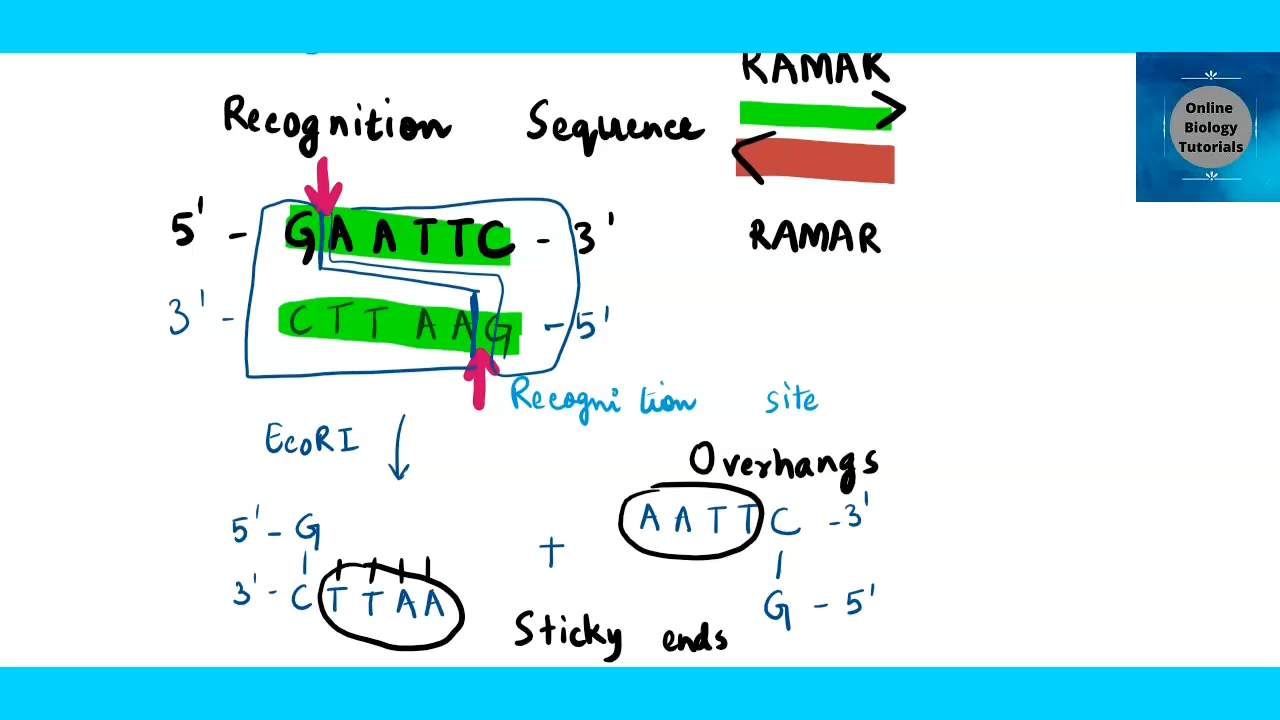 RAMAR
Recognition Sequence
Online
Biology
Tutorials
5' - GAATTC - 3'
RAMAR
3' - CTTAAG - 5'
Recognition site
EcoRI
Overhangs
5' - G
AATTC - 3'
+
3' - CTTAA
G - 5'
Sticky ends